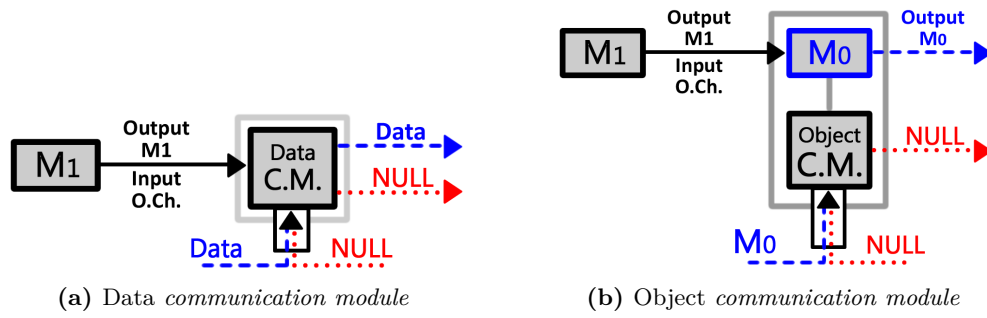 M1
Output
M1
Input
O.Ch.
Data
C.M.
Data
NULL
Data
NULL
(a) Data communication module
M1
Output
M1
Input
O.Ch.
M0
Output
M0
Object
C.M.
NULL
M0
NULL
(b) Object communication module